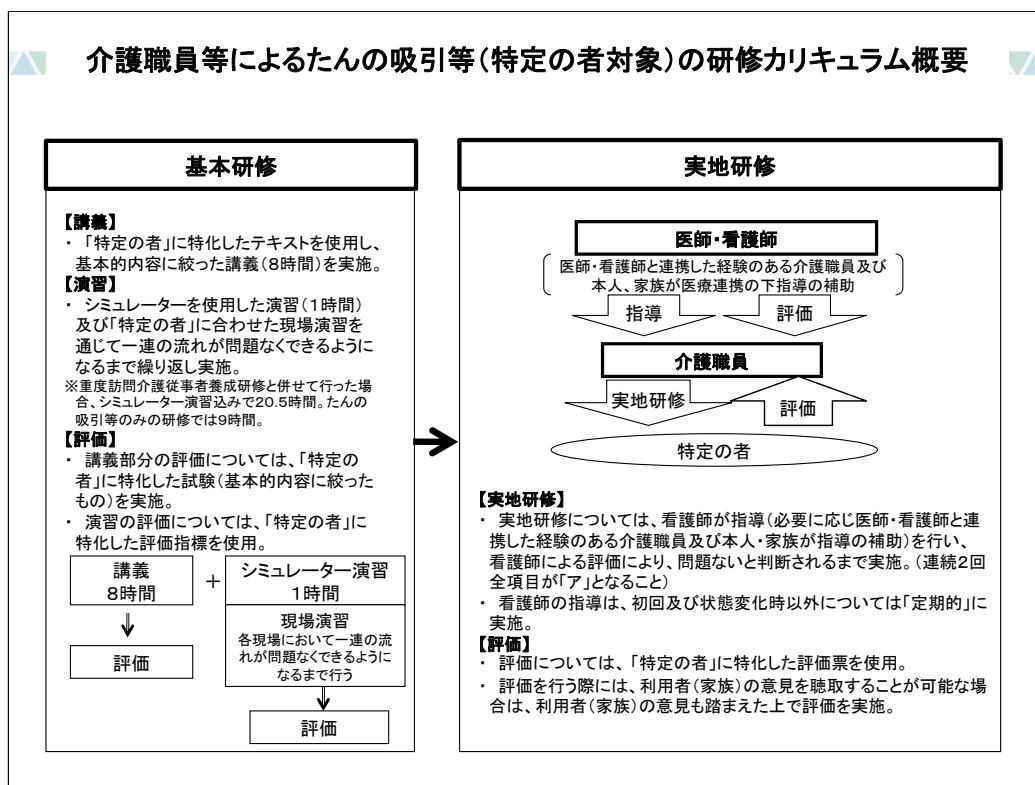 介護職員等によるたんの吸引等(特定の者対象)の研修カリキュラム概要
基本研修
【講義】
・ 「特定の者」に特化したテキストを使用し、
基本的内容に絞った講義(8時間)を実施。
【演習】
・ シミュレーターを使用した演習(1時間)
及び「特定の者」に合わせた現場演習を
通じて一連の流れが問題なくできるように
なるまで繰り返し実施。
※重度訪問介護従事者養成研修と併せて行った場
合、シミュレーター演習込みで20.5時間。たんの
吸引等のみの研修では9時間。
【評価】
・ 講義部分の評価については、「特定の
者」に特化した試験(基本的内容に絞った
もの)を実施。
・ 演習の評価については、「特定の者」に
特化した評価指標を使用。
講義
8時間
評価
+
シミュレーター演習
1時間
現場演習
各現場において一連の流
れが問題なくできるように
なるまで行う
評価
実地研修
医師・看護師
医師・看護師と連携した経験のある介護職員及び
本人、家族が医療連携の下指導の補助
指導
評価
介護職員
実地研修
評価
特定の者
【実地研修】
・ 実地研修については、看護師が指導(必要に応じ医師・看護師と連
携した経験のある介護職員及び本人・家族が指導の補助)を行い、
看護師による評価により、問題ないと判断されるまで実施。(連続2回
全項目が「ア」となること)
・ 看護師の指導は、初回及び状態変化時以外については「定期的」に
実施。
【評価】
・ 評価については、「特定の者」に特化した評価票を使用。
・ 評価を行う際には、利用者(家族)の意見を聴取することが可能な場
合は、利用者(家族)の意見も踏まえた上で評価を実施。